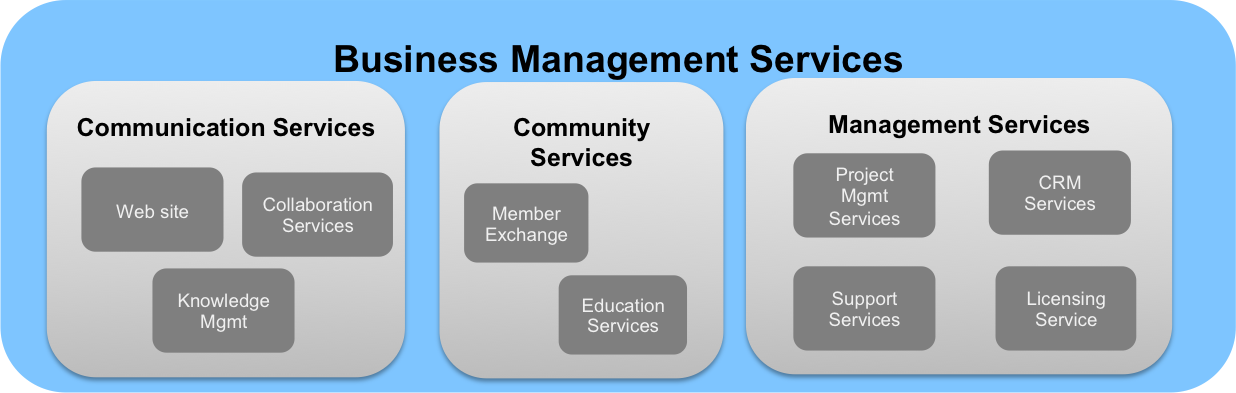 Business Management Services
Communication Services
Web site
Collaboration
Services
Knowledge
Mgmt
Community
Services
Member
Exchange
Education
Services
Management Services
Project
Mgmt
Services
CRM
Services
Support
Services
Licensing
Service